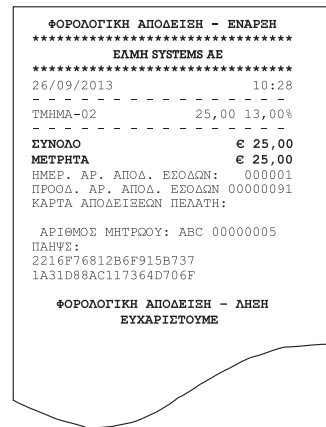 ΦΟΡΟΛΟΓΙΚΗ ΑΠΟΔΕΙΞΗ - ΕΝΑΡΞΗ
********************************
ΕΛΜΗ SYSTEMS ΑΕ
********************************
26/09/2013 10:28
- - - - - - - - - - - - - - - -
ΤΜΗΜΑ-02 25,00 13,00%
- - - - - - - - - - - - - - - -
ΣΥΝΟΛΟ € 25,00
ΜΕΤΡΗΤΑ € 25,00
ΗΜΕΡ. ΑΡ. ΑΠΟΔ. ΕΣΟΔΩΝ: 000001
ΠΡΟΟΔ. ΑΡ. ΑΠΟΔ. ΕΣΟΔΩΝ 00000091
ΚΑΡΤΑ ΑΠΟΔΕΙΞΕΩΝ ΠΕΛΑΤΗ:
ΑΡΙΘΜΟΣ ΜΗΤΡΩΟΥ: ABC 00000005
ΠΑΗΨΣ:
2216F76812B6F915B737
1A31D88AC117364D706F
ΦΟΡΟΛΟΓΙΚΗ ΑΠΟΔΕΙΞΗ - ΛΗΞΗ
ΕΥΧΑΡΙΣΤΟΥΜΕ